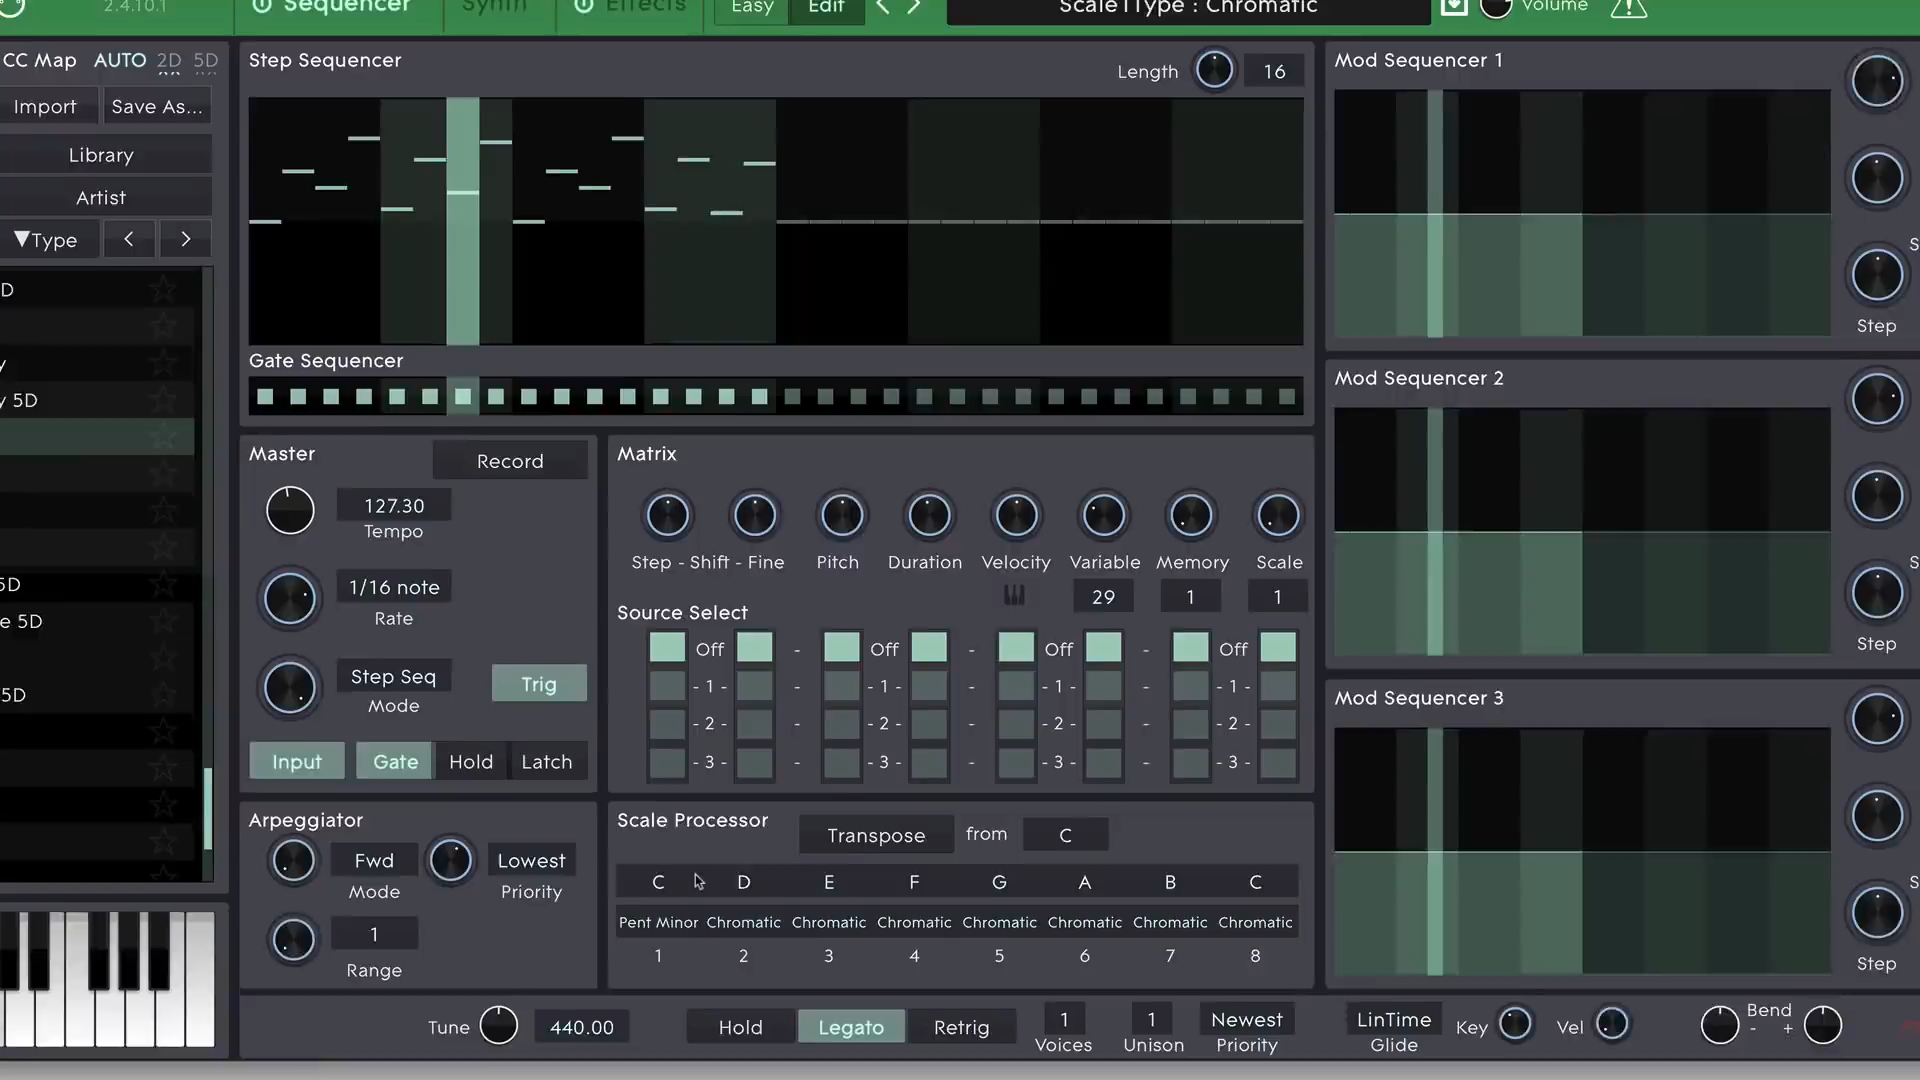 2.4.10.1
Sequencer
Synth
Effects
Easy
Edit
Scale1Type : Chromatic
Volume
CC Map AUTO 2D 5D
Import Save As...
Library
Artist
▼Type < >
D
y
y 5D
5D
e 5D
5D
Step Sequencer
Length 16
Gate Sequencer
Master
Record
127.30
Tempo
1/16 note
Rate
Step Seq
Mode
Trig
Input Gate Hold Latch
Arpeggiator
Fwd
Mode
Lowest
Priority
1
Range
Matrix
Step - Shift - Fine Pitch Duration Velocity Variable Memory Scale
29 1 1
Source Select
Off - Off - Off - Off
- 1 - - - 1 - - - 1 - - - 1 -
- 2 - - - 2 - - - 2 - - - 2 -
- 3 - - - 3 - - - 3 - - - 3 -
Scale Processor Transpose from C
C D E F G A B C
Pent Minor Chromatic Chromatic Chromatic Chromatic Chromatic Chromatic Chromatic
1 2 3 4 5 6 7 8
Mod Sequencer 1
S
Step
Mod Sequencer 2
S
Step
Mod Sequencer 3
S
Step
Tune 440.00 Hold Legato Retrig
1
Voices
1
Unison
Newest
Priority
LinTime
Glide
Key
Vel
Bend
- +